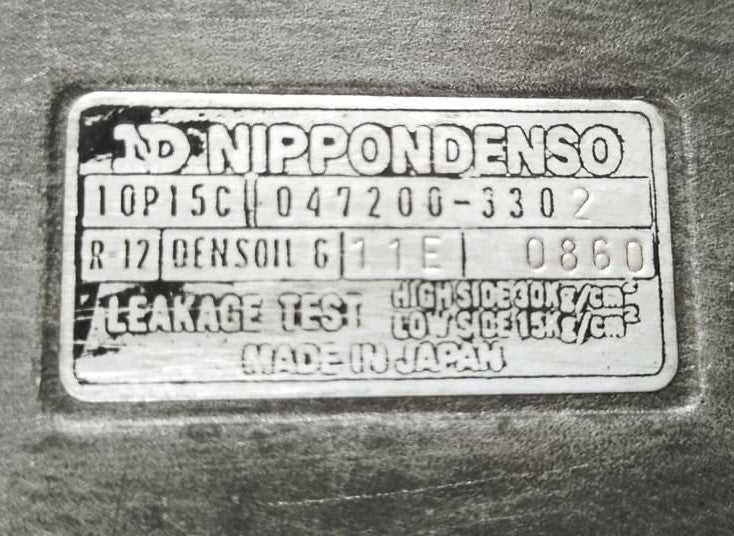 ND NIPPONDENSO
10P15C 047200-3302
R-12 DENSOIL 6 11E 0860
LEAKAGE TEST HIGH SIDE 30Kg/cm²
LOW SIDE 15Kg/cm²
MADE IN JAPAN